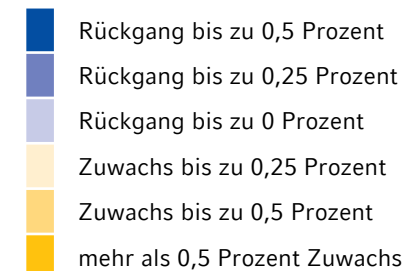 Rückgang bis zu 0,5 Prozent
Rückgang bis zu 0,25 Prozent
Rückgang bis zu 0 Prozent
Zuwachs bis zu 0,25 Prozent
Zuwachs bis zu 0,5 Prozent
mehr als 0,5 Prozent Zuwachs